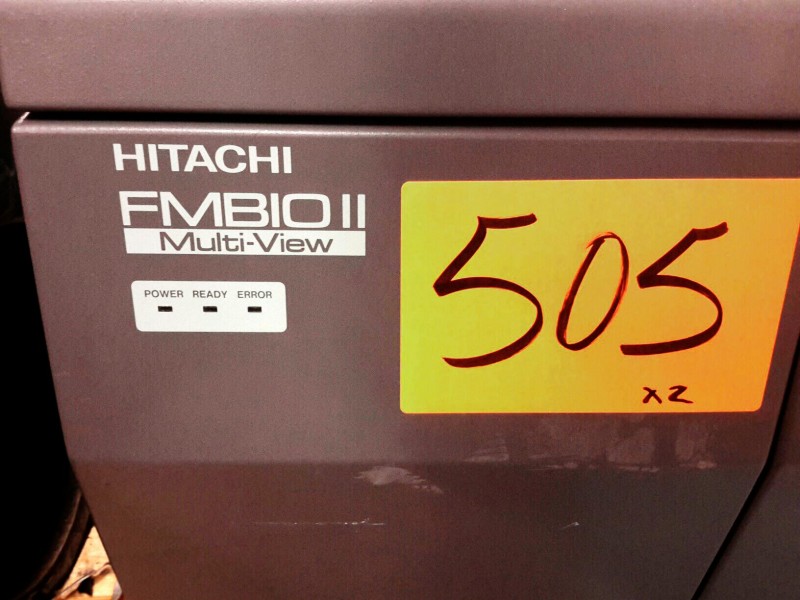 HITACHI
FMBIO II
Multi-View
POWER READY ERROR
505
x2